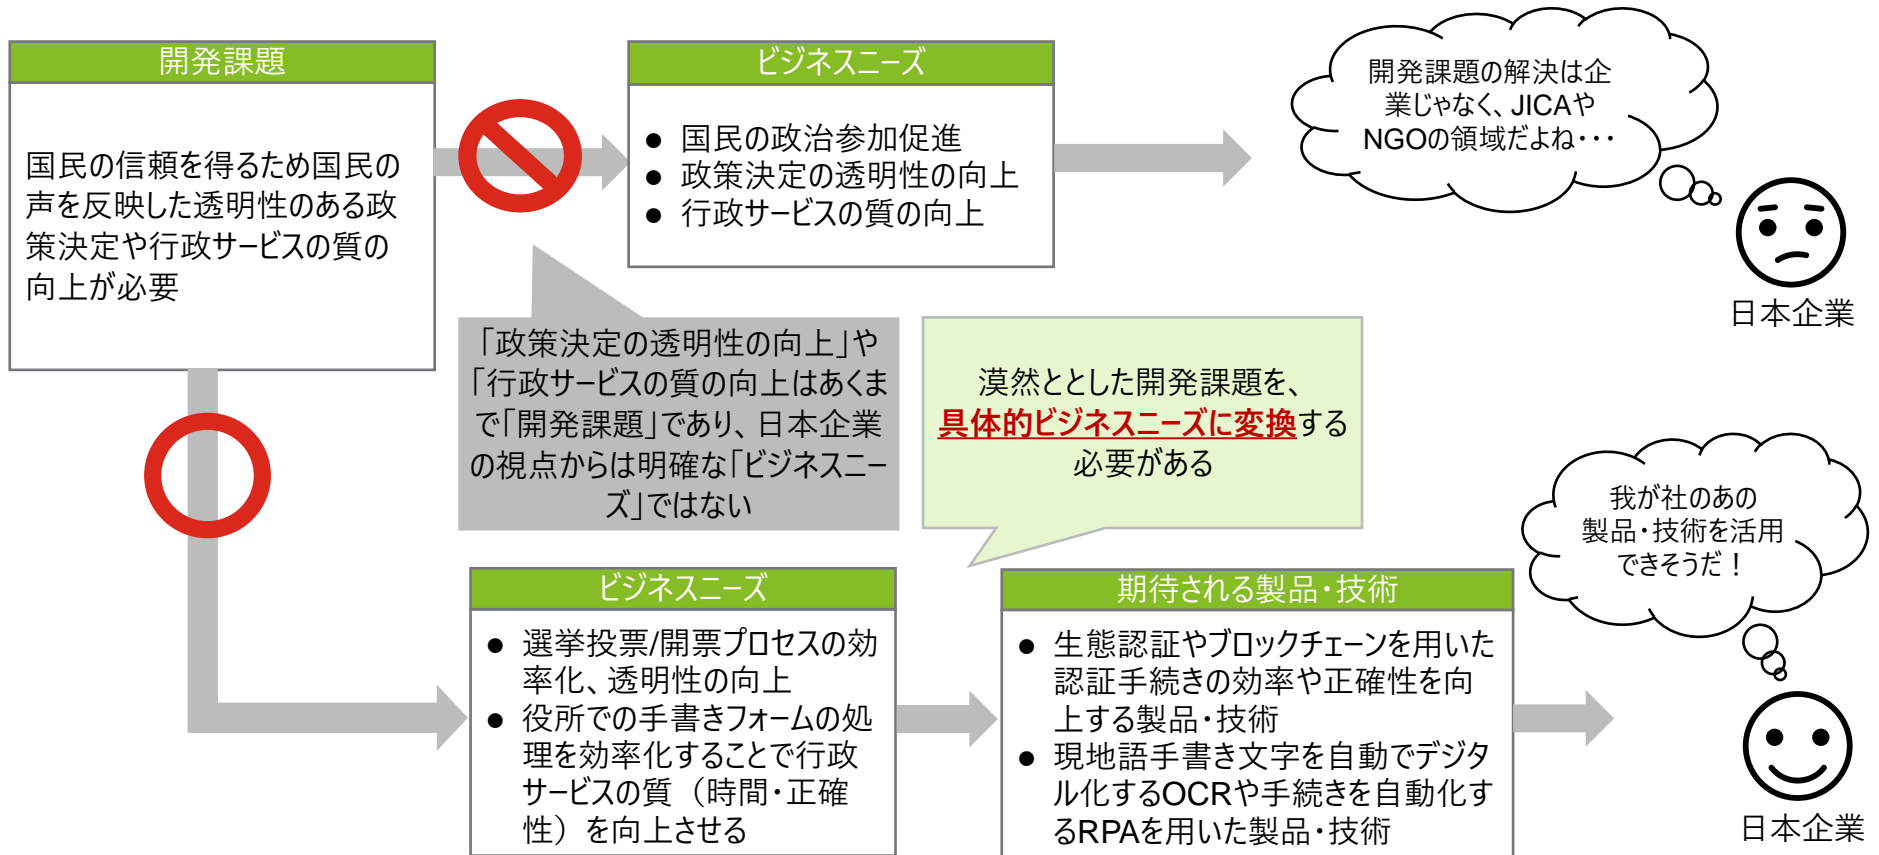 開発課題
国民の信頼を得るため国民の
声を反映した透明性のある政
策決定や行政サービスの質の
向上が必要
ビジネスニーズ
● 国民の政治参加促進
● 政策決定の透明性の向上
● 行政サービスの質の向上
開発課題の解決は企
業じゃなく、JICAや
NGOの領域だよね・・・
日本企業
「政策決定の透明性の向上」や
「行政サービスの質の向上はあくま
で「開発課題」であり、日本企業
の視点からは明確な「ビジネスニー
ズ」ではない
漠然ととした開発課題を、
具体的ビジネスニーズに変換する
必要がある
ビジネスニーズ
● 選挙投票/開票プロセスの効
率化、透明性の向上
● 役所での手書きフォームの処
理を効率化することで行政
サービスの質（時間・正確
性）を向上させる
期待される製品・技術
● 生態認証やブロックチェーンを用いた
認証手続きの効率や正確性を向
上する製品・技術
● 現地語手書き文字を自動でデジタ
ル化するOCRや手続きを自動化す
るRPAを用いた製品・技術
我が社のあの
製品・技術を活用
できそうだ！
日本企業